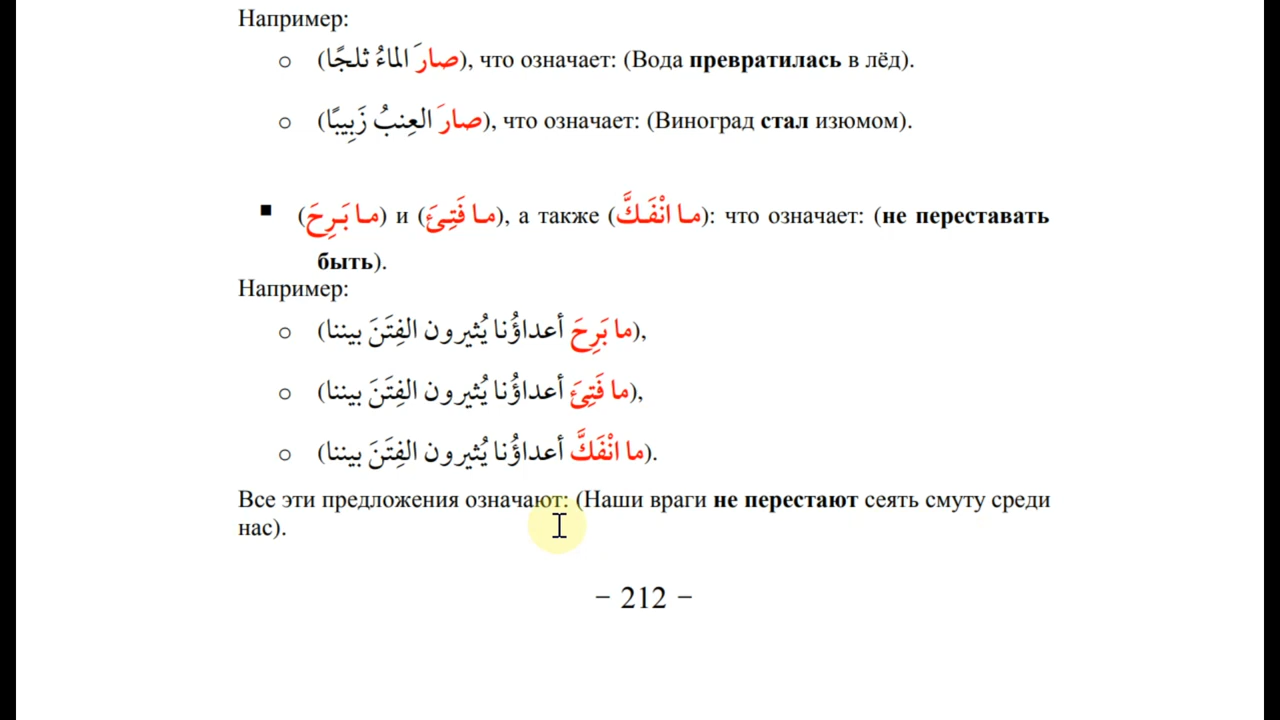 Например:
o (صارَ الماءُ ثلجًا), что означает: (Вода превратилась в лёд).
o (صارَ العِنبُ زَبِيبًا), что означает: (Виноград стал изюмом).
▪ (ما بَرِحَ) и (ما فَتِئَ), а также (ما انْفَكَّ): что означает: (не переставать
быть).
Например:
o (ما بَرِحَ أعداؤُنا يُثيرون الفِتَنَ بيننا),
o (ما فَتِئَ أعداؤُنا يُثيرون الفِتَنَ بيننا),
o (ما انْفَكَّ أعداؤُنا يُثيرون الفِتَنَ بيننا).
Все эти предложения означают: (Наши враги не перестают сеять смуту среди
нас).
− 212 −